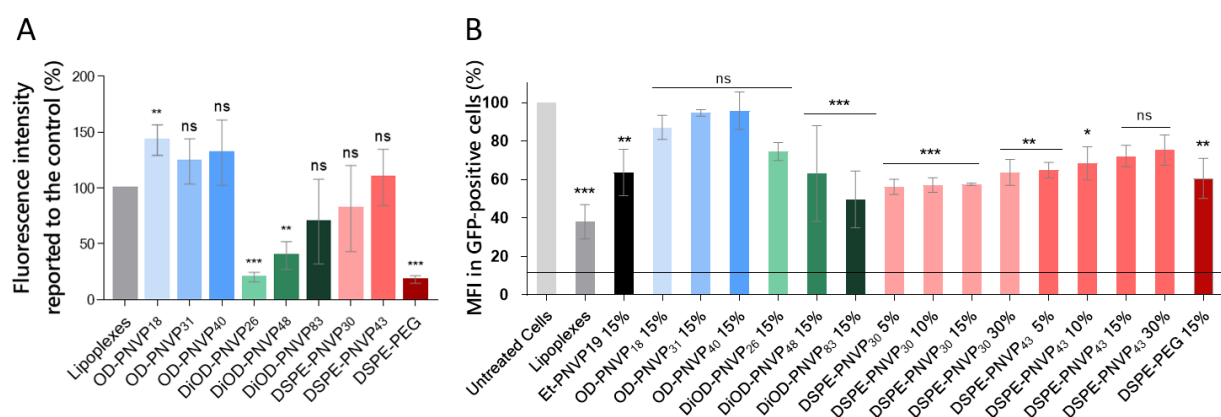 A
Fluorescence intensity
reported to the control (%)
200
150
100
50
0
**
ns
ns
***
**
ns
ns
ns
***
Lipoplexes
OD-PNVP18
OD-PNVP31
OD-PNVP40
DiOD-PNVP26
DiOD-PNVP48
DiOD-PNVP83
DSPE-PNVP30
DSPE-PNVP43
DSPE-PEG
B
MFI in GFP-positive cells (%)
100
80
60
40
20
0
***
**
ns
***
***
**
*
ns
**
Untreated Cells
Lipoplexes
Et-PNVP19 15%
OD-PNVP18 15%
OD-PNVP31 15%
OD-PNVP40 15%
DiOD-PNVP26 15%
DiOD-PNVP48 15%
DiOD-PNVP83 15%
DSPE-PNVP30 5%
DSPE-PNVP30 10%
DSPE-PNVP30 15%
DSPE-PNVP30 30%
DSPE-PNVP43 5%
DSPE-PNVP43 10%
DSPE-PNVP43 15%
DSPE-PNVP43 30%
DSPE-PEG 15%